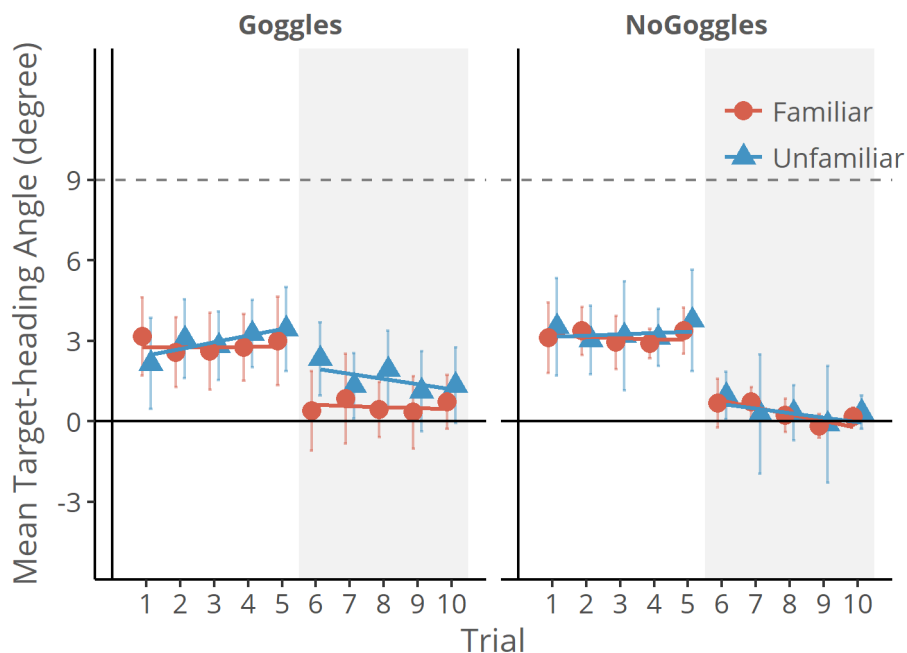 Goggles
NoGoggles
Mean Target-heading Angle (degree)
9
6
3
0
-3
Familiar
Unfamiliar
1 2 3 4 5 6 7 8 9 10
1 2 3 4 5 6 7 8 9 10
Trial